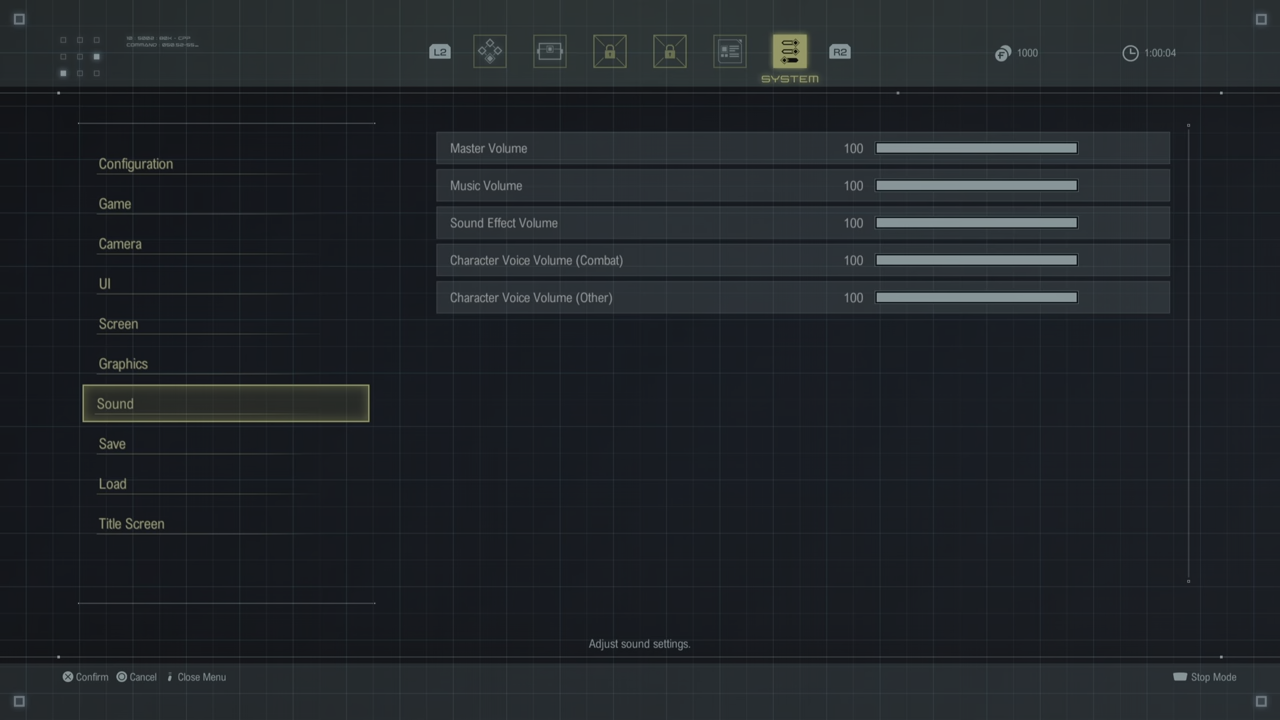 L2
R2
SYSTEM
1000
1:00:04
Configuration
Game
Camera
UI
Screen
Graphics
Sound
Save
Load
Title Screen
Master Volume 100
Music Volume 100
Sound Effect Volume 100
Character Voice Volume (Combat) 100
Character Voice Volume (Other) 100
Adjust sound settings.
Confirm Cancel Close Menu
Stop Mode